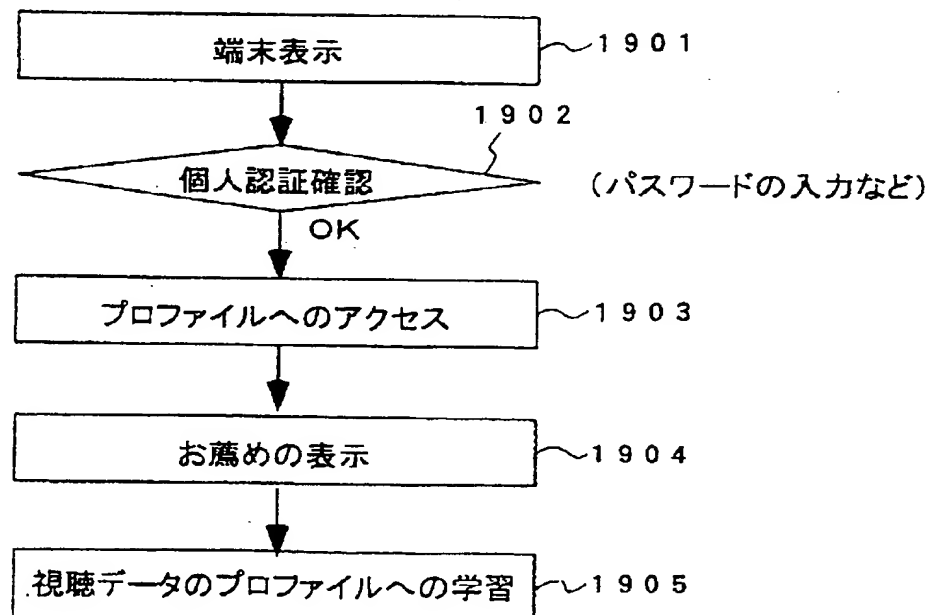 端末表示 1901
1902
個人認証確認 (パスワードの入力など)
OK
プロファイルへのアクセス 1903
お薦めの表示 1904
視聴データのプロファイルへの学習 1905